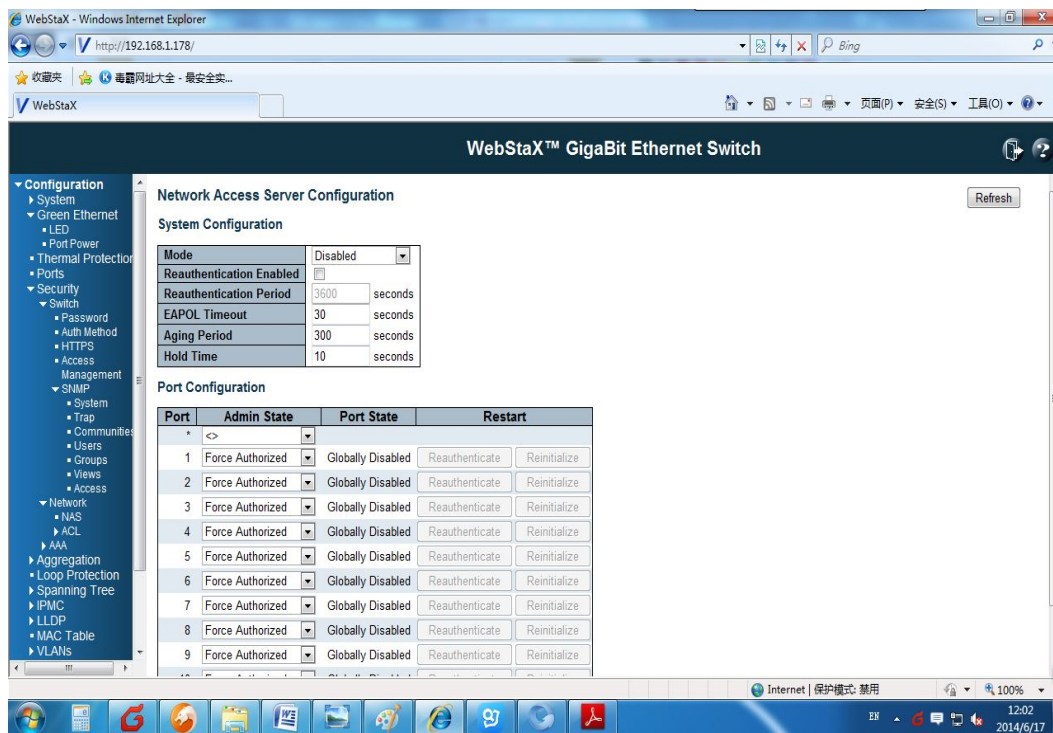 WebStaX - Windows Internet Explorer
http://192.168.1.178/
Bing
收藏夹
毒霸网址大全 - 最安全实...
WebStaX
页面(P)
安全(S)
工具(O)
WebStaX™ GigaBit Ethernet Switch
Configuration
System
Green Ethernet
LED
Port Power
Thermal Protection
Ports
Security
Switch
Password
Auth Method
HTTPS
Access
Management
SNMP
System
Trap
Communities
Users
Groups
Views
Access
Network
NAS
ACL
AAA
Aggregation
Loop Protection
Spanning Tree
IPMC
LLDP
MAC Table
VLANs
Network Access Server Configuration
Refresh
System Configuration
Mode Disabled
Reauthentication Enabled
Reauthentication Period 3600 seconds
EAPOL Timeout 30 seconds
Aging Period 300 seconds
Hold Time 10 seconds
Port Configuration
Port Admin State Port State Restart
* <>
1 Force Authorized Globally Disabled Reauthenticate Reinitialize
2 Force Authorized Globally Disabled Reauthenticate Reinitialize
3 Force Authorized Globally Disabled Reauthenticate Reinitialize
4 Force Authorized Globally Disabled Reauthenticate Reinitialize
5 Force Authorized Globally Disabled Reauthenticate Reinitialize
6 Force Authorized Globally Disabled Reauthenticate Reinitialize
7 Force Authorized Globally Disabled Reauthenticate Reinitialize
8 Force Authorized Globally Disabled Reauthenticate Reinitialize
9 Force Authorized Globally Disabled Reauthenticate Reinitialize
Internet | 保护模式: 禁用
100%
EN
12:02
2014/6/17